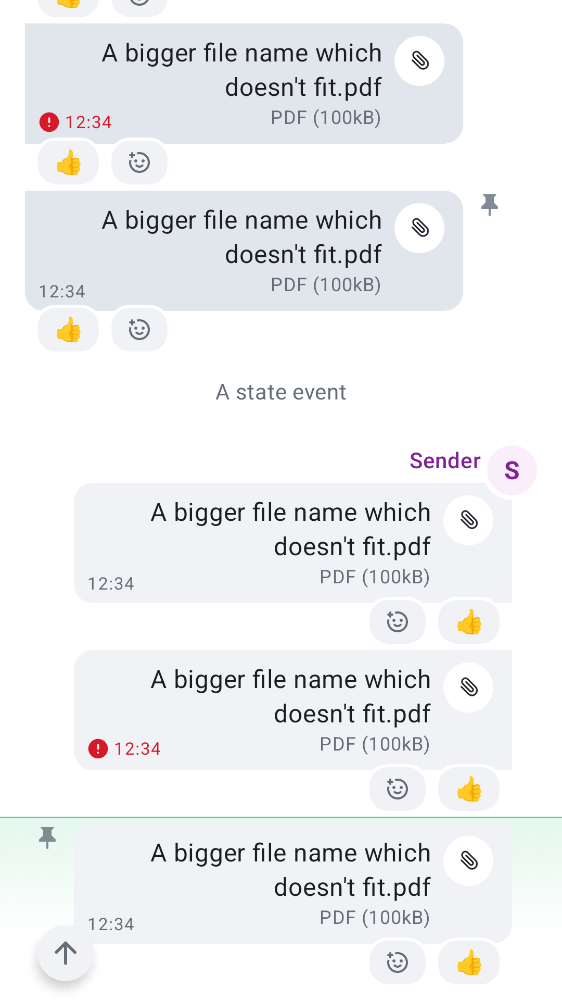 A bigger file name which
doesn't fit.pdf
PDF (100kB)
12:34
A bigger file name which
doesn't fit.pdf
PDF (100kB)
12:34
A state event
Sender
S
A bigger file name which
doesn't fit.pdf
PDF (100kB)
12:34
A bigger file name which
doesn't fit.pdf
PDF (100kB)
12:34
A bigger file name which
doesn't fit.pdf
PDF (100kB)
12:34